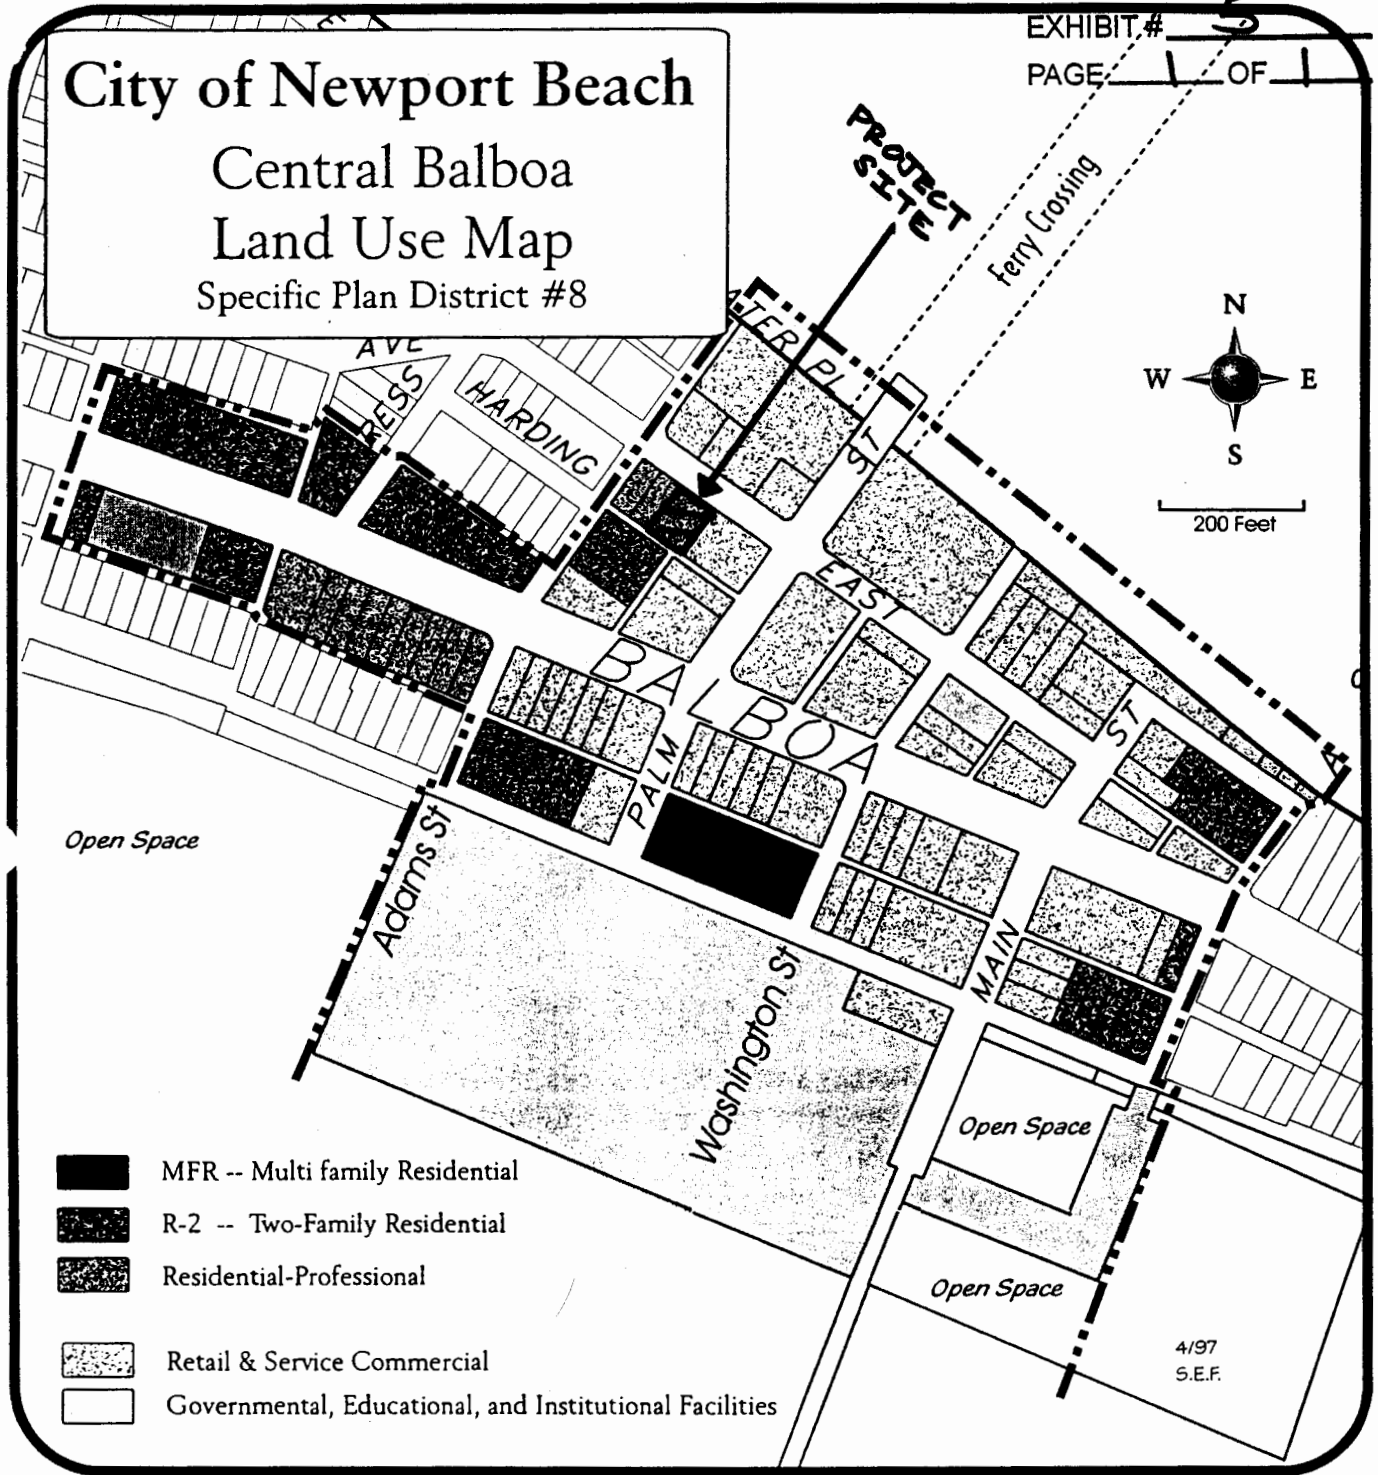 EXHIBIT # 5
PAGE 1 OF 1
City of Newport Beach
Central Balboa
Land Use Map
Specific Plan District #8
PROJECT
SITE
Ferry Crossing
N
W E
S
200 Feet
AVE
RESS
HARDING
ATER PL
ST
EAST
BALBOA
ST
PALM
MAIN
Adams St
Washington St
Open Space
Open Space
Open Space
MFR -- Multi family Residential
R-2 -- Two-Family Residential
Residential-Professional
Retail & Service Commercial
Governmental, Educational, and Institutional Facilities
4/97
S.E.F.